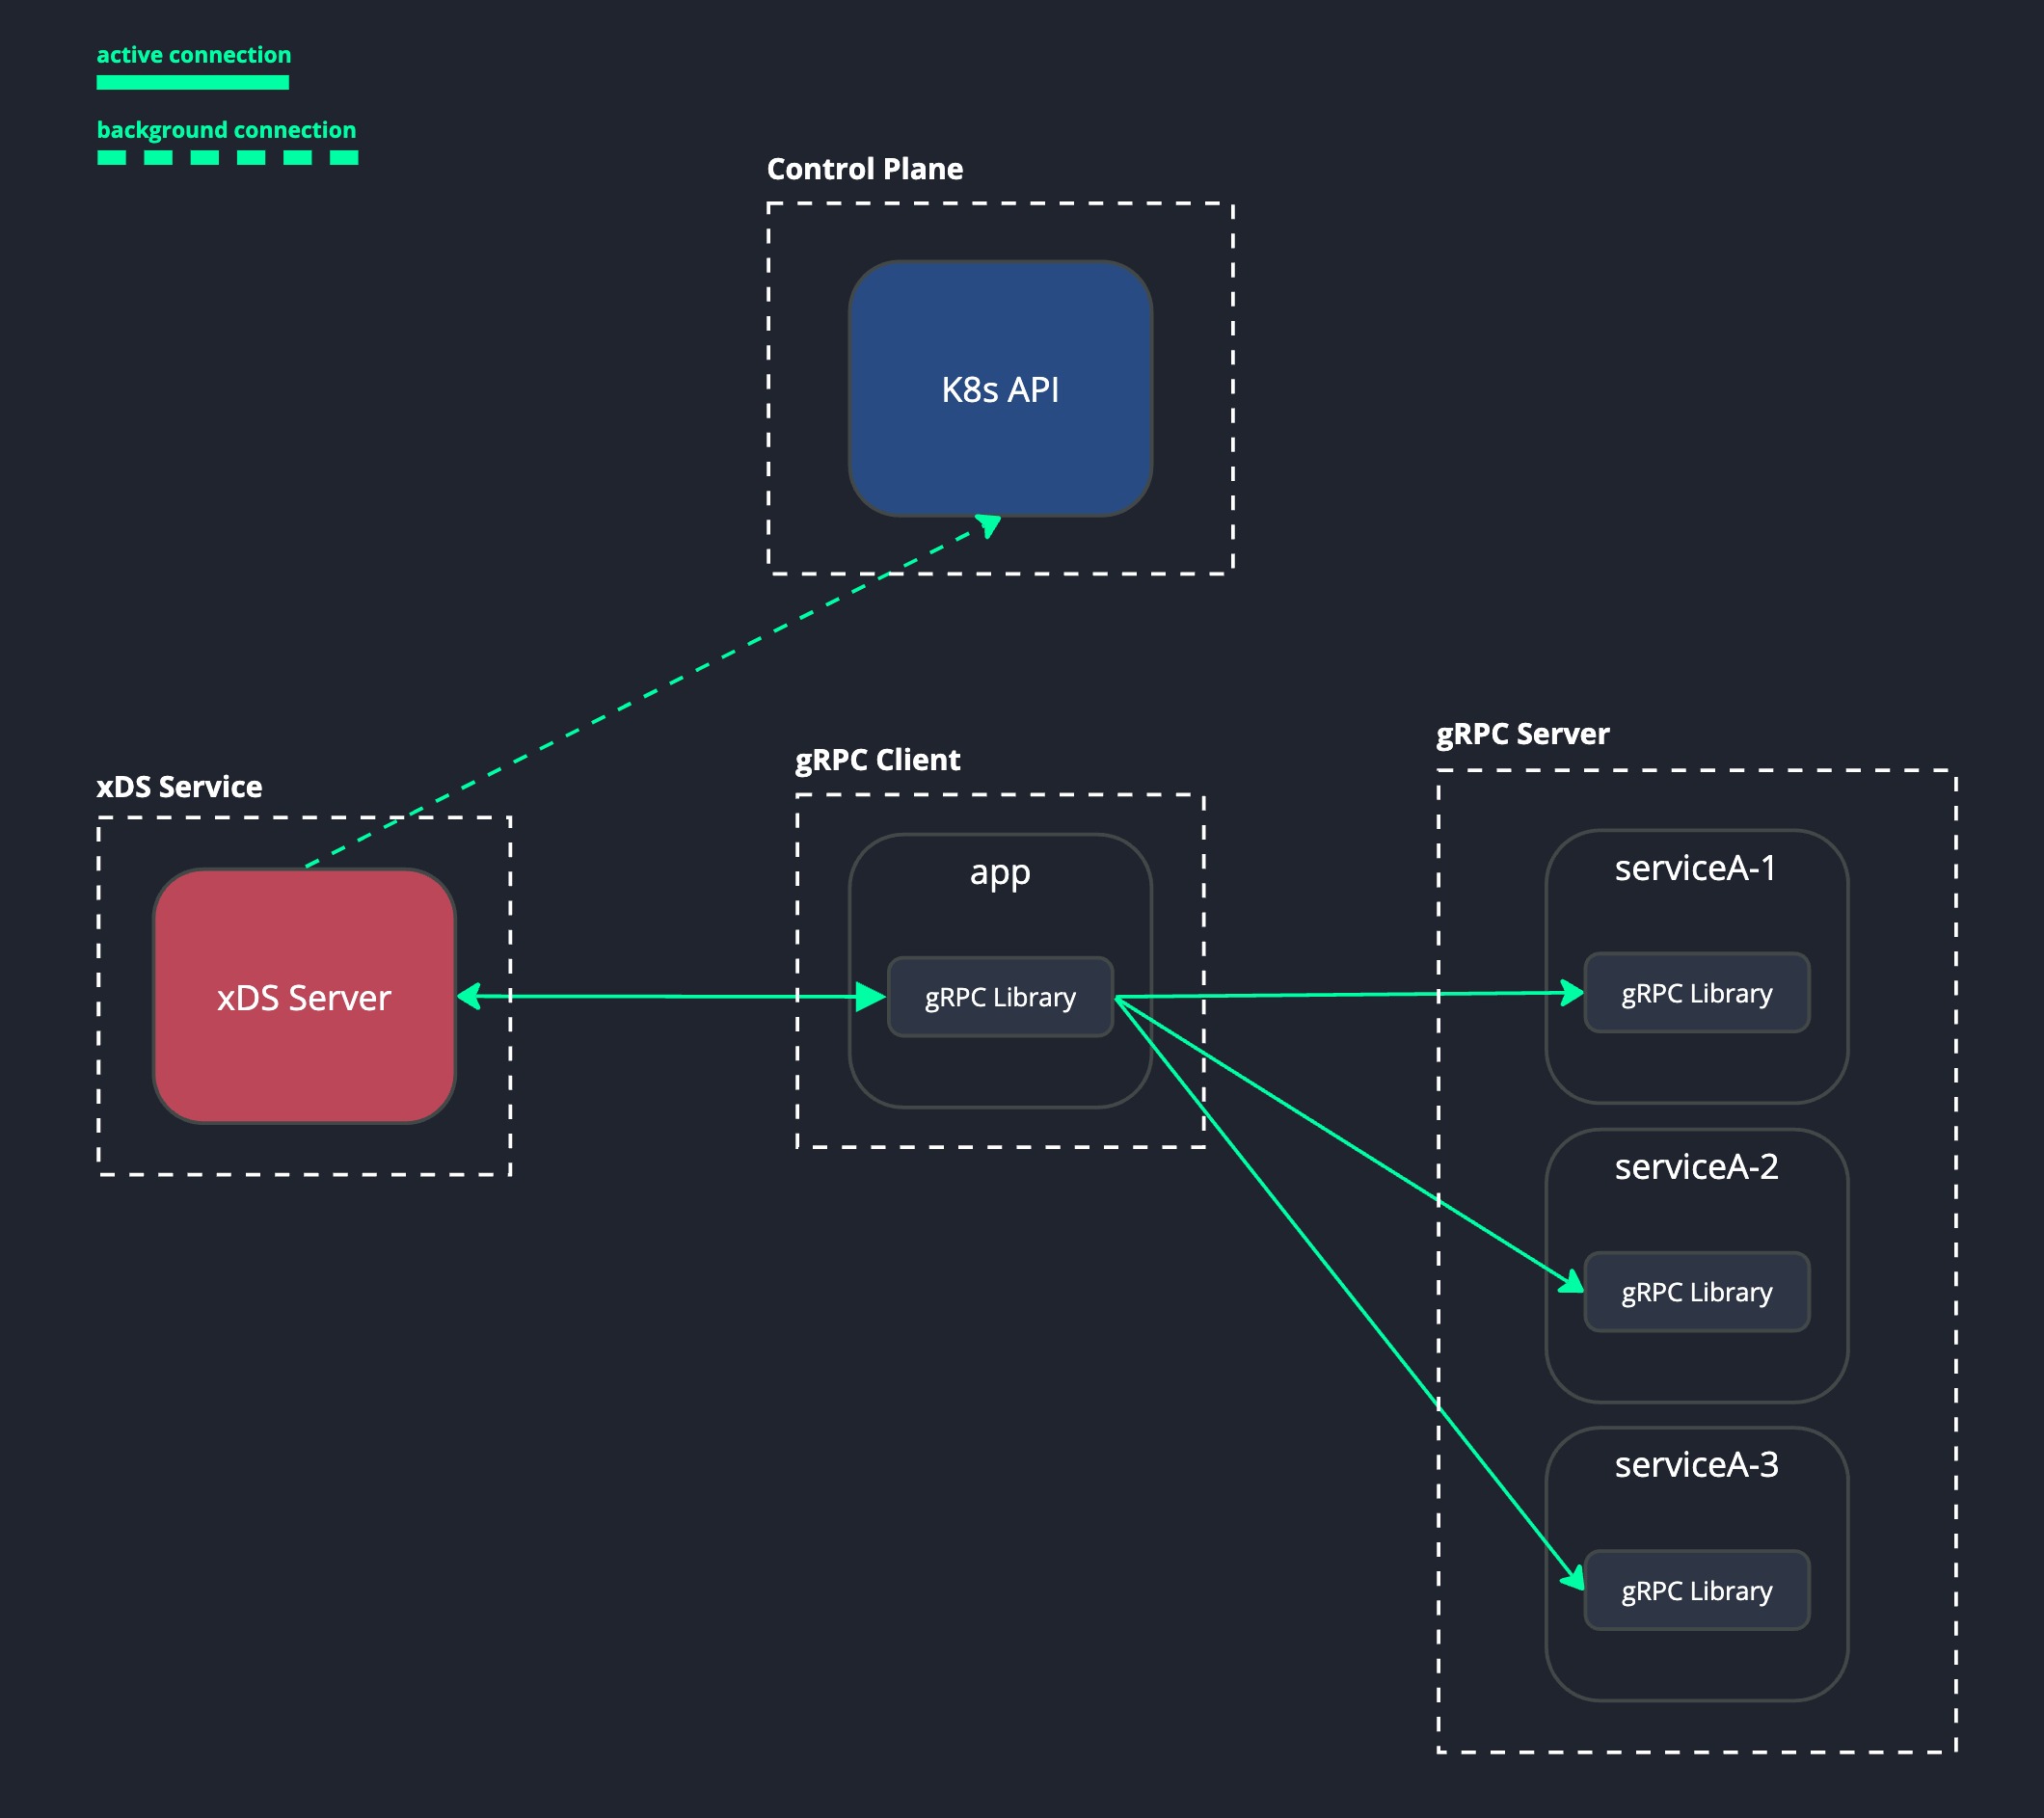 active connection
background connection
Control Plane
K8s API
xDS Service
xDS Server
gRPC Client
app
gRPC Library
gRPC Server
serviceA-1
gRPC Library
serviceA-2
gRPC Library
serviceA-3
gRPC Library